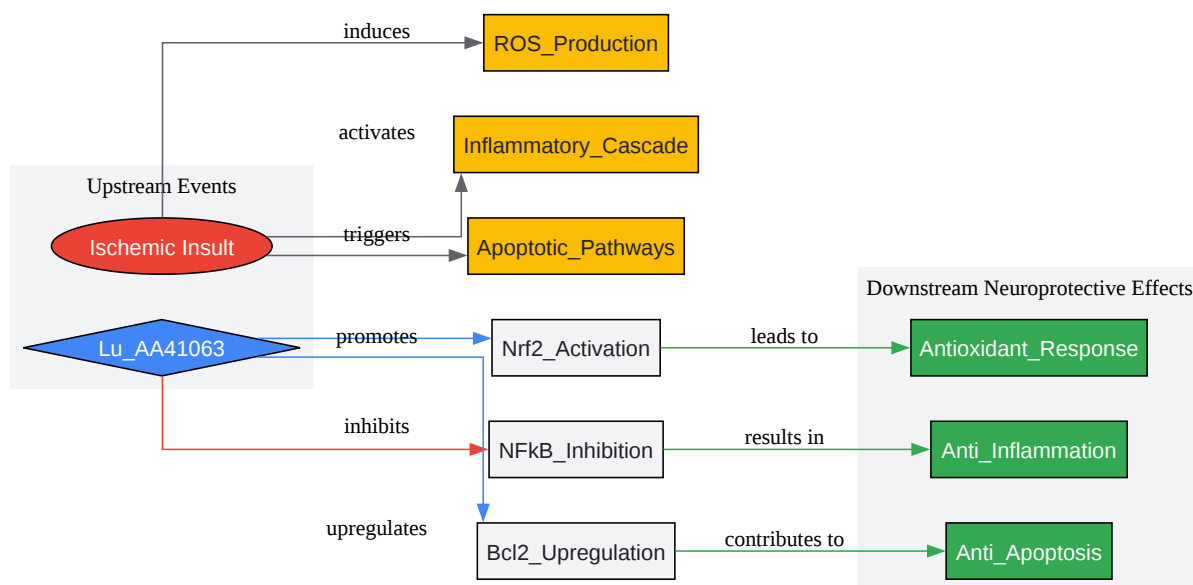 induces
ROS_Production
activates
Inflammatory_Cascade
Upstream Events
Ischemic Insult
triggers
Apoptotic_Pathways
Downstream Neuroprotective Effects
Lu_AA41063
promotes
Nrf2_Activation
leads to
Antioxidant_Response
inhibits
NFkB_Inhibition
results in
Anti_Inflammation
upregulates
Bcl2_Upregulation
contributes to
Anti_Apoptosis